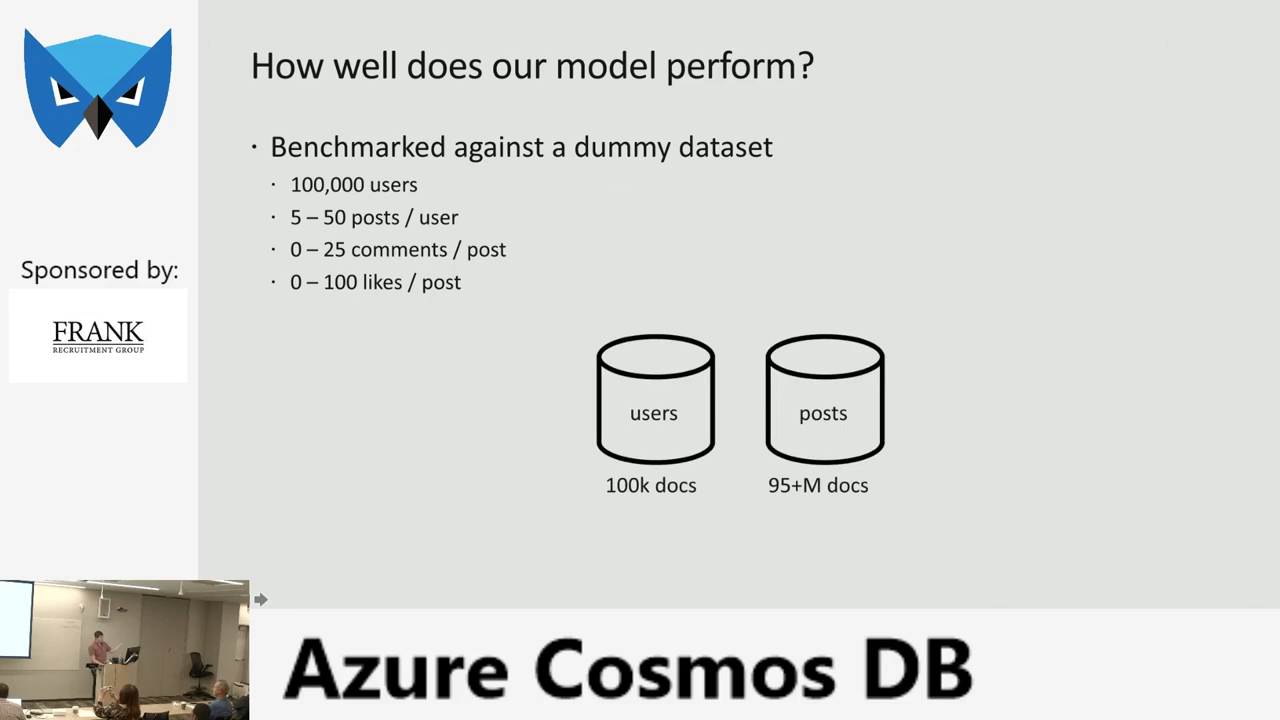 How well does our model perform?
· Benchmarked against a dummy dataset
· 100,000 users
· 5 – 50 posts / user
· 0 – 25 comments / post
· 0 – 100 likes / post
Sponsored by:
FRANK
RECRUITMENT GROUP
users
posts
100k docs
95+M docs
Azure Cosmos DB